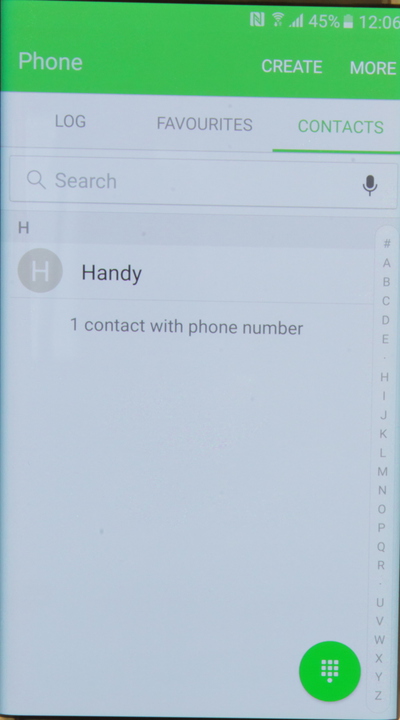 45% 12:06
Phone CREATE MORE
LOG FAVOURITES CONTACTS
Search
H
H Handy
1 contact with phone number
#
A
B
C
D
E
·
H
I
J
K
L
M
N
O
P
Q
R
·
U
V
W
X
Y
Z